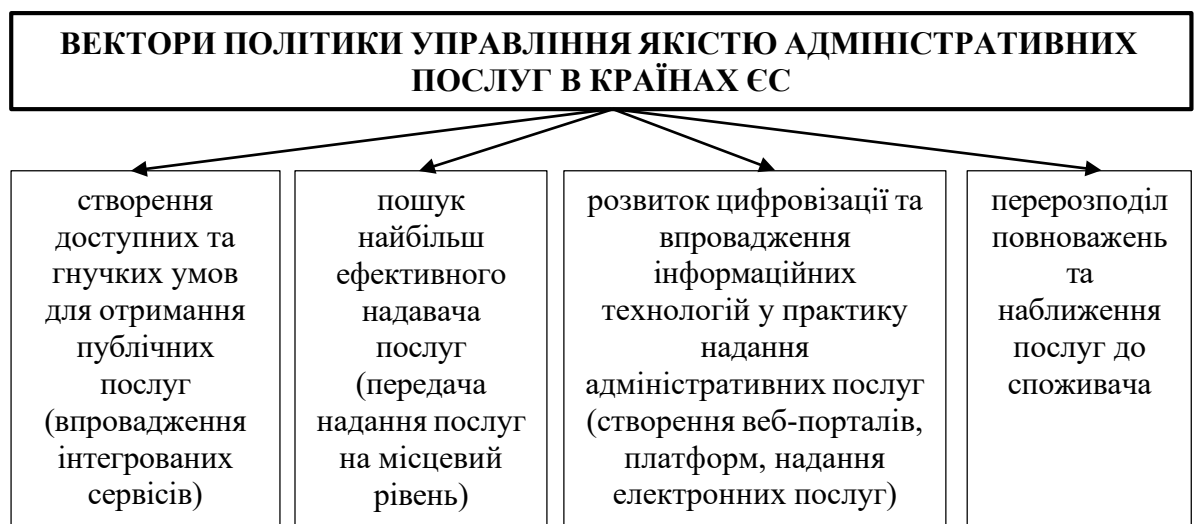 ВЕКТОРИ ПОЛІТИКИ УПРАВЛІННЯ ЯКІСТЮ АДМІНІСТРАТИВНИХ
ПОСЛУГ В КРАЇНАХ ЄС
створення
доступних та
гнучких умов
для отримання
публічних
послуг
(впровадження
інтегрованих
сервісів)
пошук
найбільш
ефективного
надавача
послуг
(передача
надання послуг
на місцевий
рівень)
розвиток цифровізації та
впровадження
інформаційних
технологій у практику
надання
адміністративних послуг
(створення веб-порталів,
платформ, надання
електронних послуг)
перерозподіл
повноважень
та
наближення
послуг до
споживача